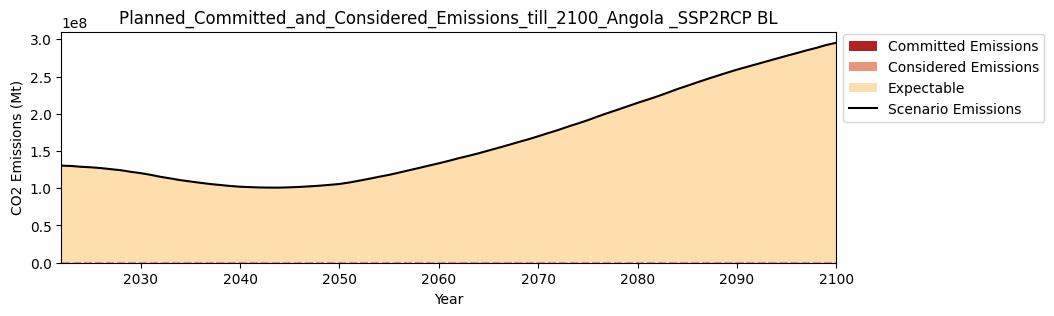 Planned_Committed_and_Considered_Emissions_till_2100_Angola _SSP2RCP BL
1e8
3.0
2.5
2.0
1.5
1.0
0.5
0.0
CO2 Emissions (Mt)
2030 2040 2050 2060 2070 2080 2090 2100
Year
Committed Emissions
Considered Emissions
Expectable
Scenario Emissions